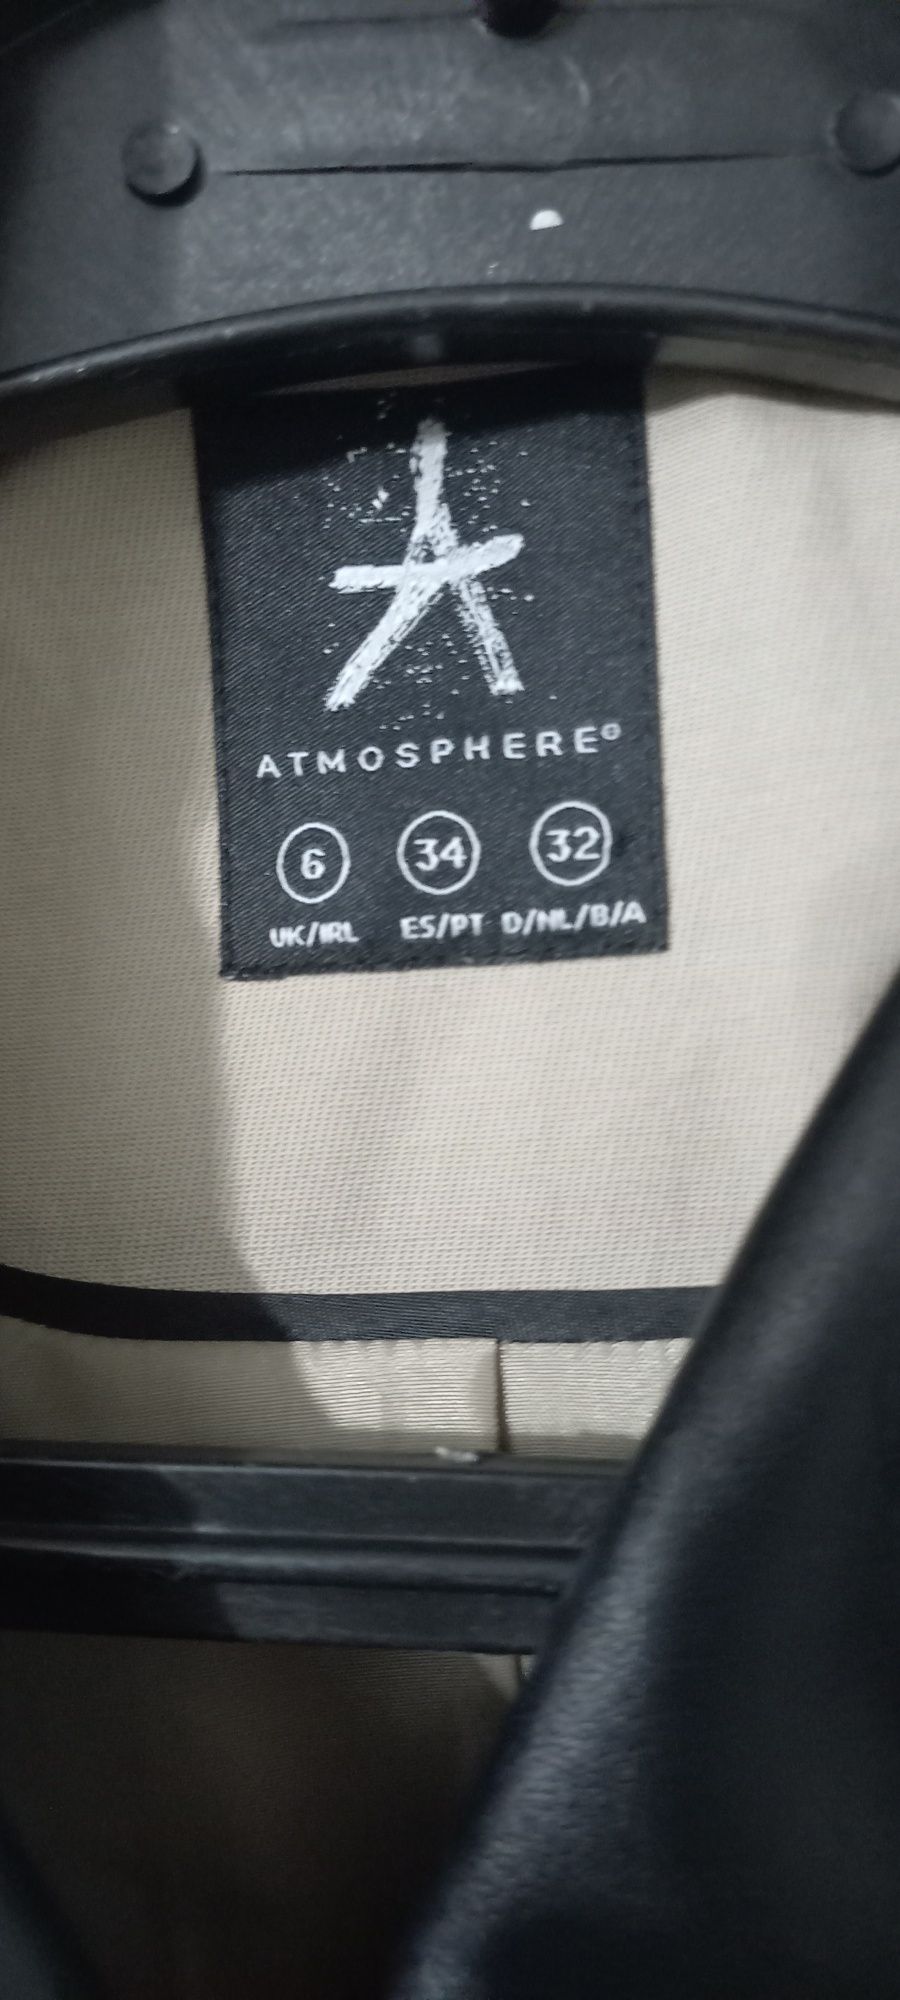 ATMOSPHERE
6 34 32
UK/IRL ES/PT D/NL/B/A